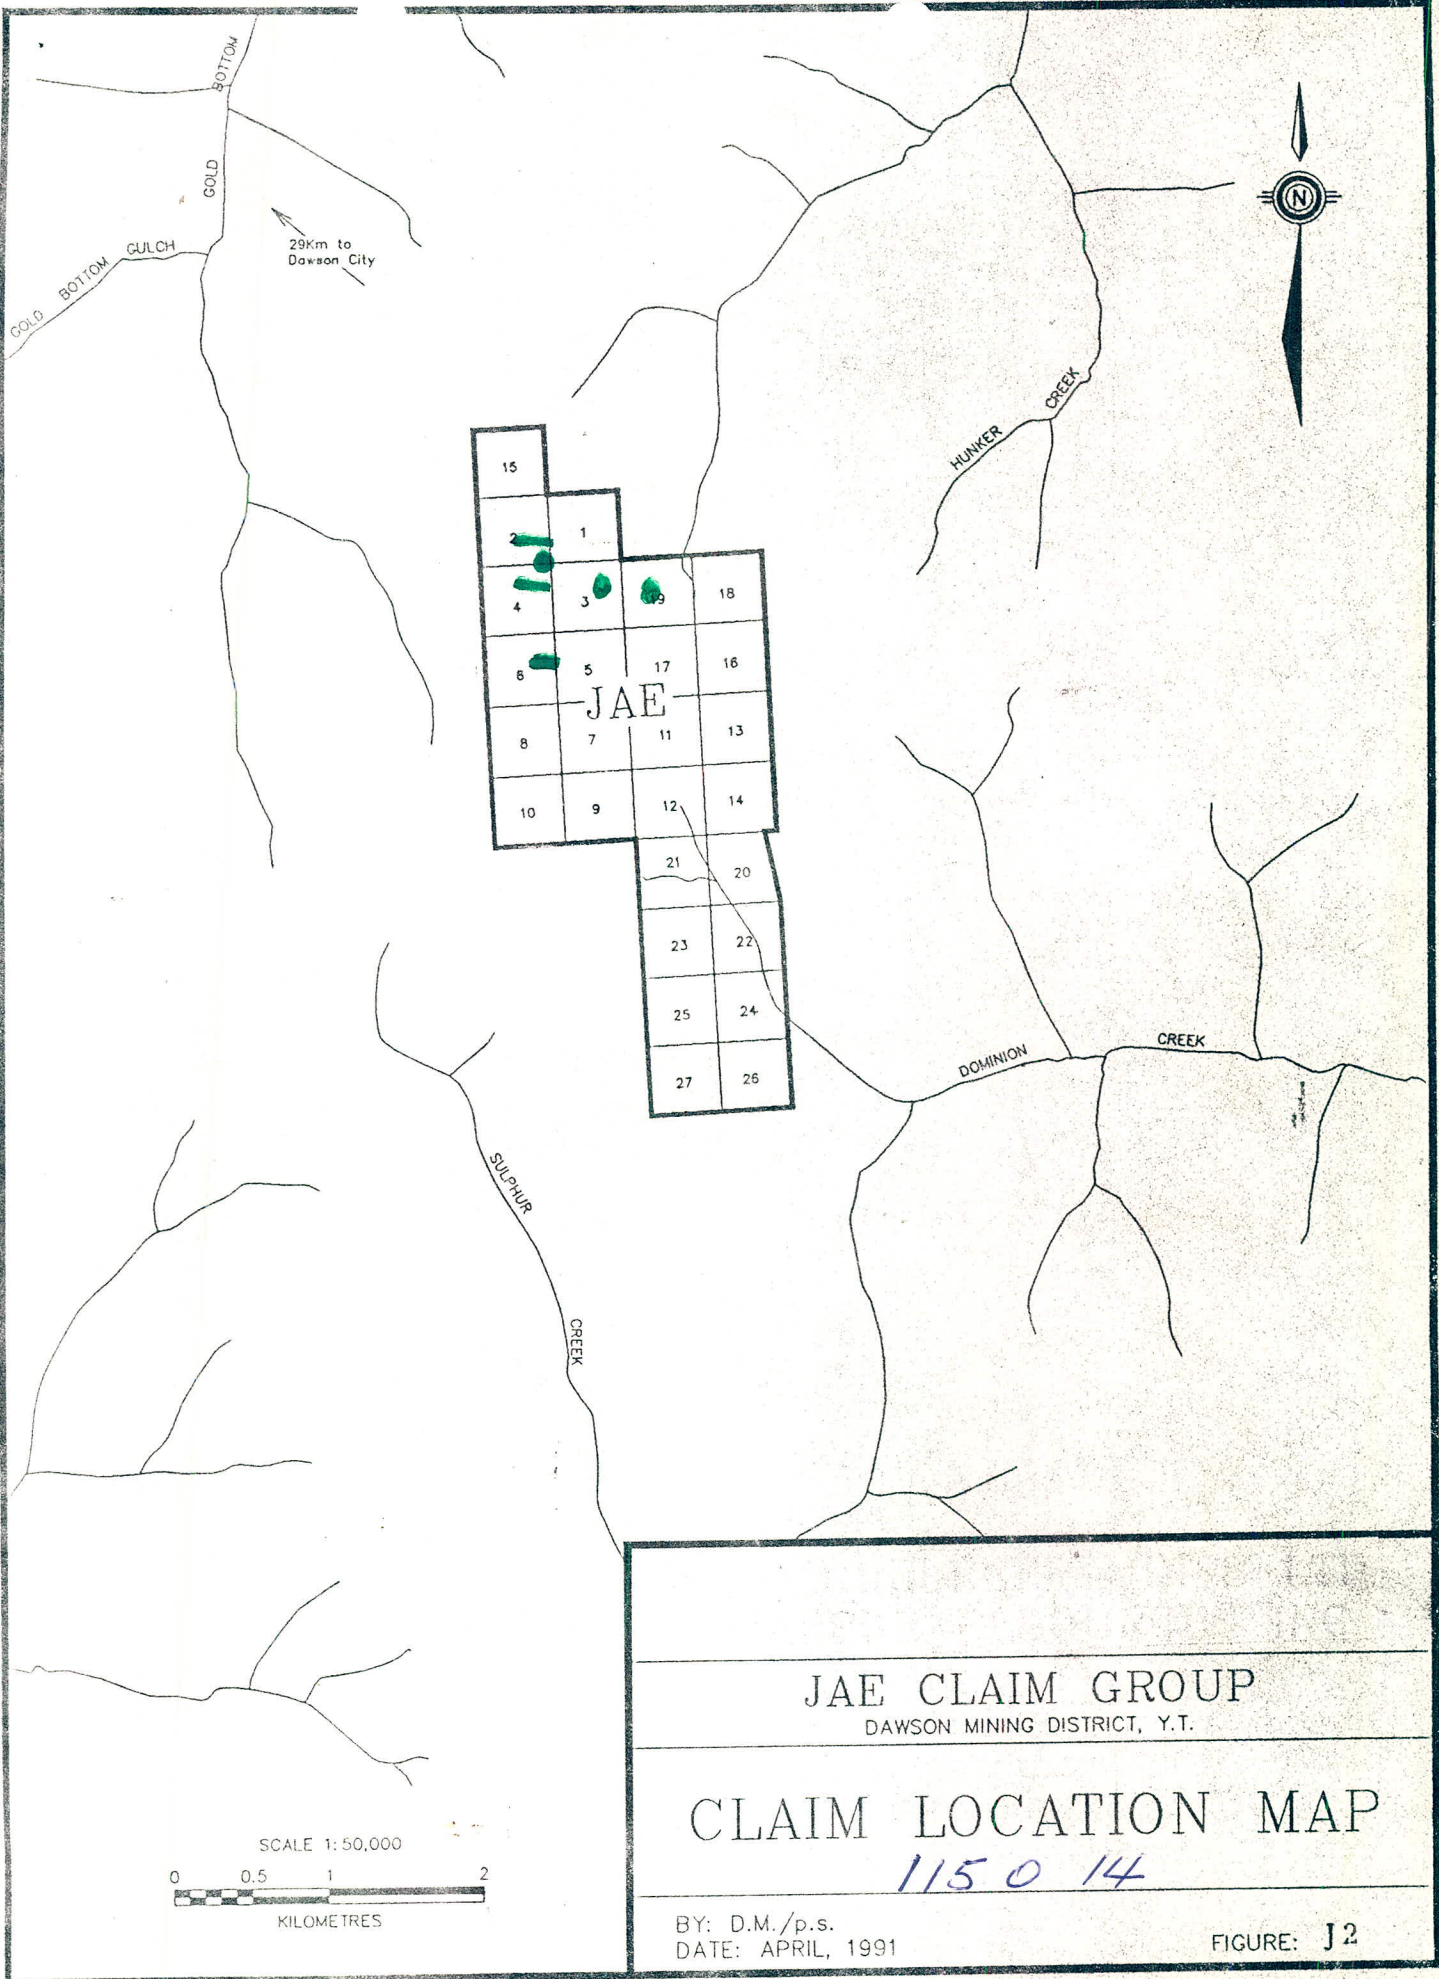 BOTTOM
GOLD
GOLD BOTTOM GULCH
29Km to
Dawson City
N
HUNKER CREEK
15
2 1
4 3 19 18
6 5 17 16
JAE
8 7 11 13
10 9 12 14
21 20
23 22
25 24
27 26
DOMINION CREEK
SULPHUR CREEK
JAE CLAIM GROUP
DAWSON MINING DISTRICT, Y.T.
CLAIM LOCATION MAP
115 O 14
SCALE 1:50,000
0 0.5 1 2
KILOMETRES
BY: D.M./p.s.
DATE: APRIL, 1991
FIGURE: J2